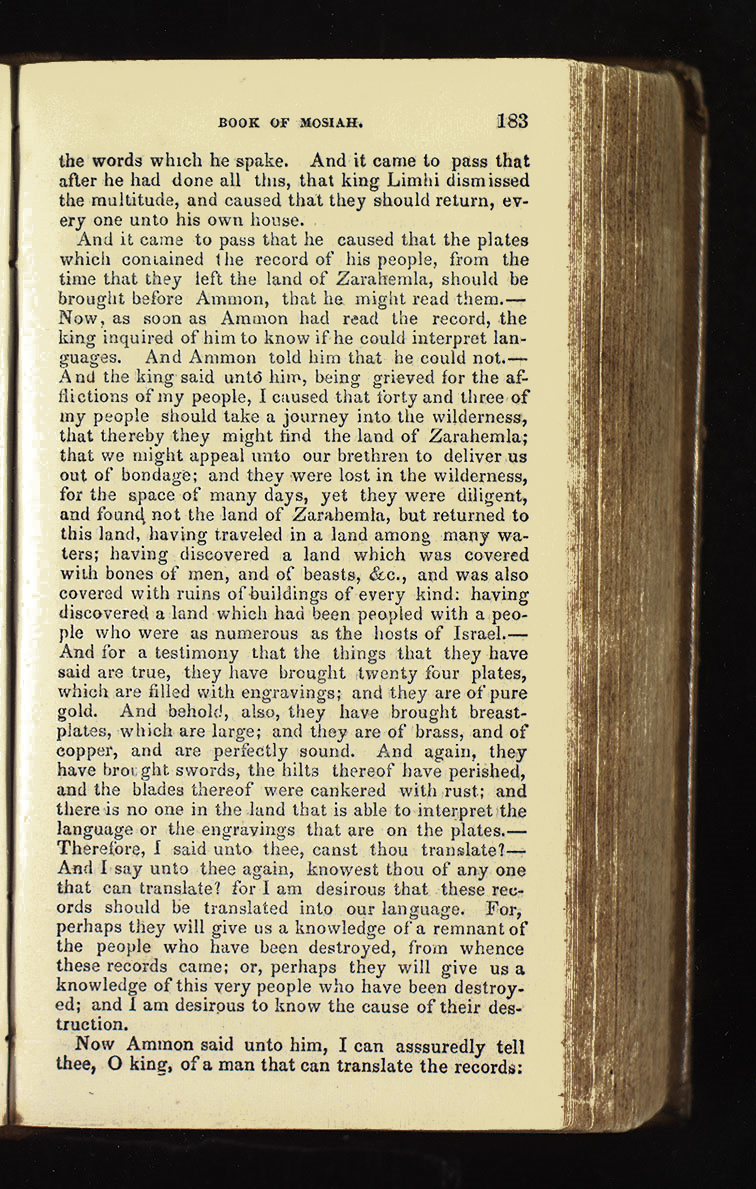 BOOK OF MOSIAH. 183
the words which he spake. And it came to pass that
after he had done all this, that king Limhi dismissed
the multitude, and caused that they should return, ev-
ery one unto his own house.
And it came to pass that he caused that the plates
which contained the record of his people, from the
time that they left the land of Zarahemla, should be
brought before Ammon, that he might read them.—
Now, as soon as Ammon had read the record, the
king inquired of him to know if he could interpret lan-
guages. And Ammon told him that he could not.—
And the king said unto him, being grieved for the af-
flictions of my people, I caused that forty and three of
my people should take a journey into the wilderness,
that thereby they might find the land of Zarahemla;
that we might appeal unto our brethren to deliver us
out of bondage; and they were lost in the wilderness,
for the space of many days, yet they were diligent,
and found not the land of Zarahemla, but returned to
this land, having traveled in a land among many wa-
ters; having discovered a land which was covered
with bones of men, and of beasts, &c., and was also
covered with ruins of buildings of every kind: having
discovered a land which had been peopled with a peo-
ple who were as numerous as the hosts of Israel.—
And for a testimony that the things that they have
said are true, they have brought twenty four plates,
which are filled with engravings; and they are of pure
gold. And behold, also, they have brought breast-
plates, which are large; and they are of brass, and of
copper, and are perfectly sound. And again, they
have brought swords, the hilts thereof have perished,
and the blades thereof were cankered with rust; and
there is no one in the land that is able to interpret the
language or the engravings that are on the plates.—
Therefore, I said unto thee, canst thou translate?—
And I say unto thee again, knowest thou of any one
that can translate? for I am desirous that these rec-
ords should be translated into our language. For,
perhaps they will give us a knowledge of a remnant of
the people who have been destroyed, from whence
these records came; or, perhaps they will give us a
knowledge of this very people who have been destroy-
ed; and I am desirous to know the cause of their des-
truction.
Now Ammon said unto him, I can asssuredly tell
thee, O king, of a man that can translate the records: